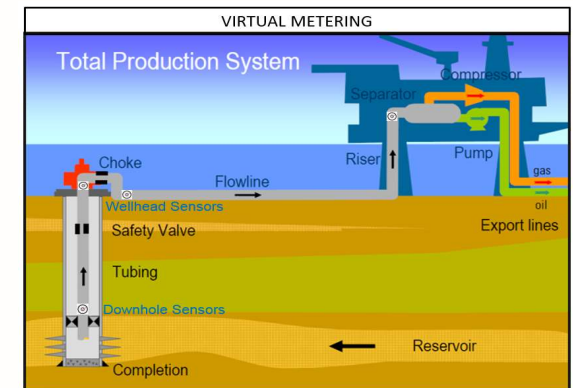 VIRTUAL METERING
Total Production System
Compressor
Separator
Choke
Riser
Pump
gas
Flowline
oil
Wellhead Sensors
Export lines
Safety Valve
Tubing
Downhole Sensors
Reservoir
Completion